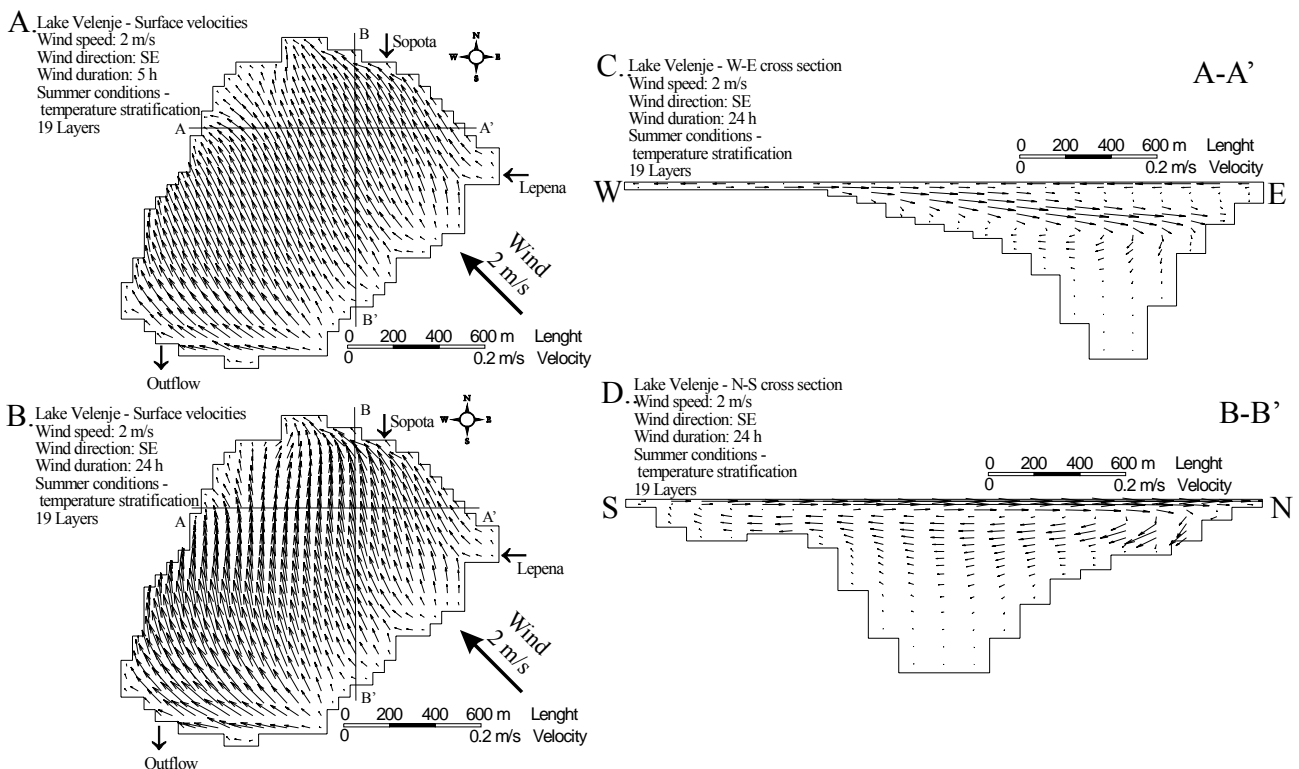 A.
Lake Velenje - Surface velocities
Wind speed: 2 m/s
Wind direction: SE
Wind duration: 5 h
Summer conditions -
temperature stratification
19 Layers
B
Sopota
N
W E
S
A A'
Lepena
Wind
2 m/s
B'
0 200 400 600 m Lenght
0 0.2 m/s Velocity
Outflow
B.
Lake Velenje - Surface velocities
Wind speed: 2 m/s
Wind direction: SE
Wind duration: 24 h
Summer conditions -
temperature stratification
19 Layers
B
Sopota
N
W E
S
A A'
Lepena
Wind
2 m/s
B'
0 200 400 600 m Lenght
0 0.2 m/s Velocity
Outflow
C.
Lake Velenje - W-E cross section
Wind speed: 2 m/s
Wind direction: SE
Wind duration: 24 h
Summer conditions -
temperature stratification
19 Layers
A-A'
0 200 400 600 m Lenght
0 0.2 m/s Velocity
W E
D.
Lake Velenje - N-S cross section
Wind speed: 2 m/s
Wind direction: SE
Wind duration: 24 h
Summer conditions -
temperature stratification
19 Layers
B-B'
0 200 400 600 m Lenght
0 0.2 m/s Velocity
S N